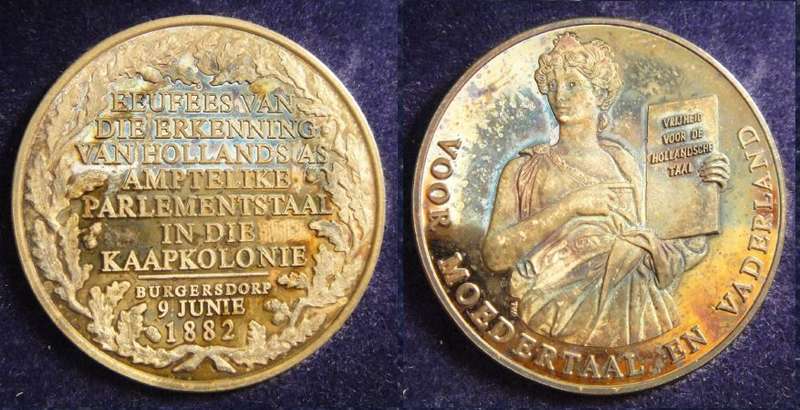 EEUFEES VAN
DIE ERKENNING
VAN HOLLANDS AS
AMPTELIKE
PARLEMENTSTAAL
IN DIE
KAAPKOLONIE
BURGERSDORP
9 JUNIE
1882
VRIJHEID
VOOR DE
HOLLANDSCHE
TAAL
VOOR MOEDERTAAL EN VADERLAND